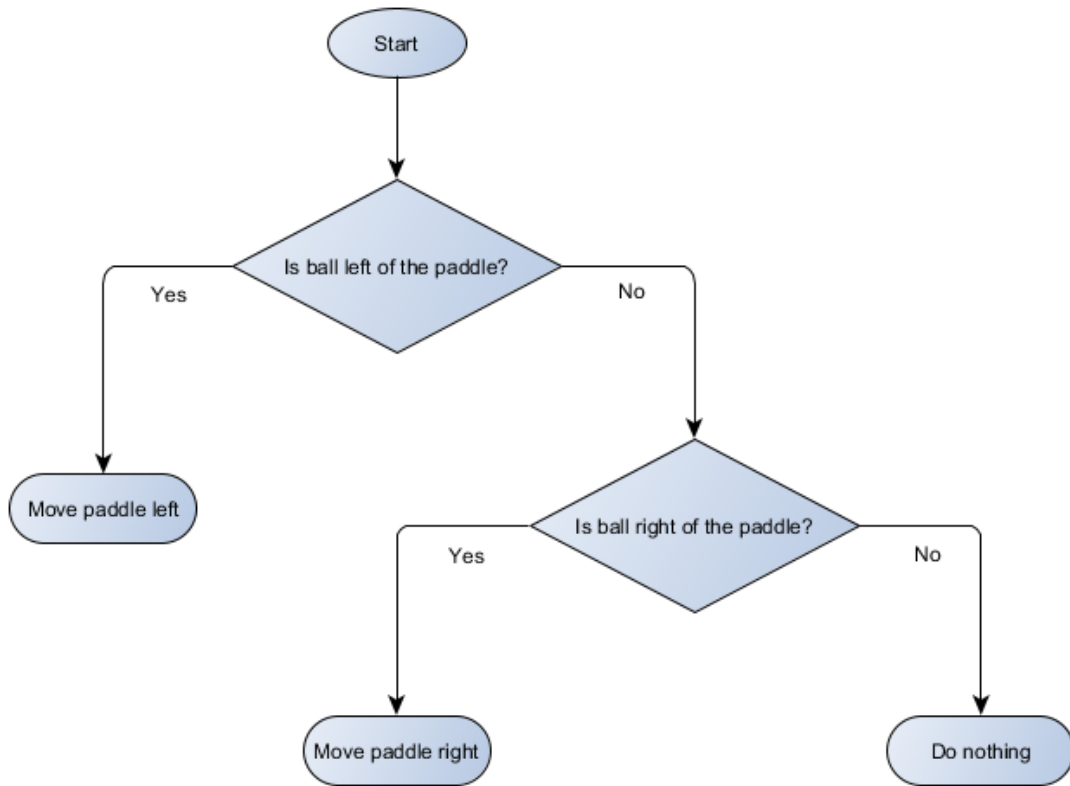 Start
Is ball left of the paddle?
Yes
No
Move paddle left
Is ball right of the paddle?
Yes
No
Move paddle right
Do nothing